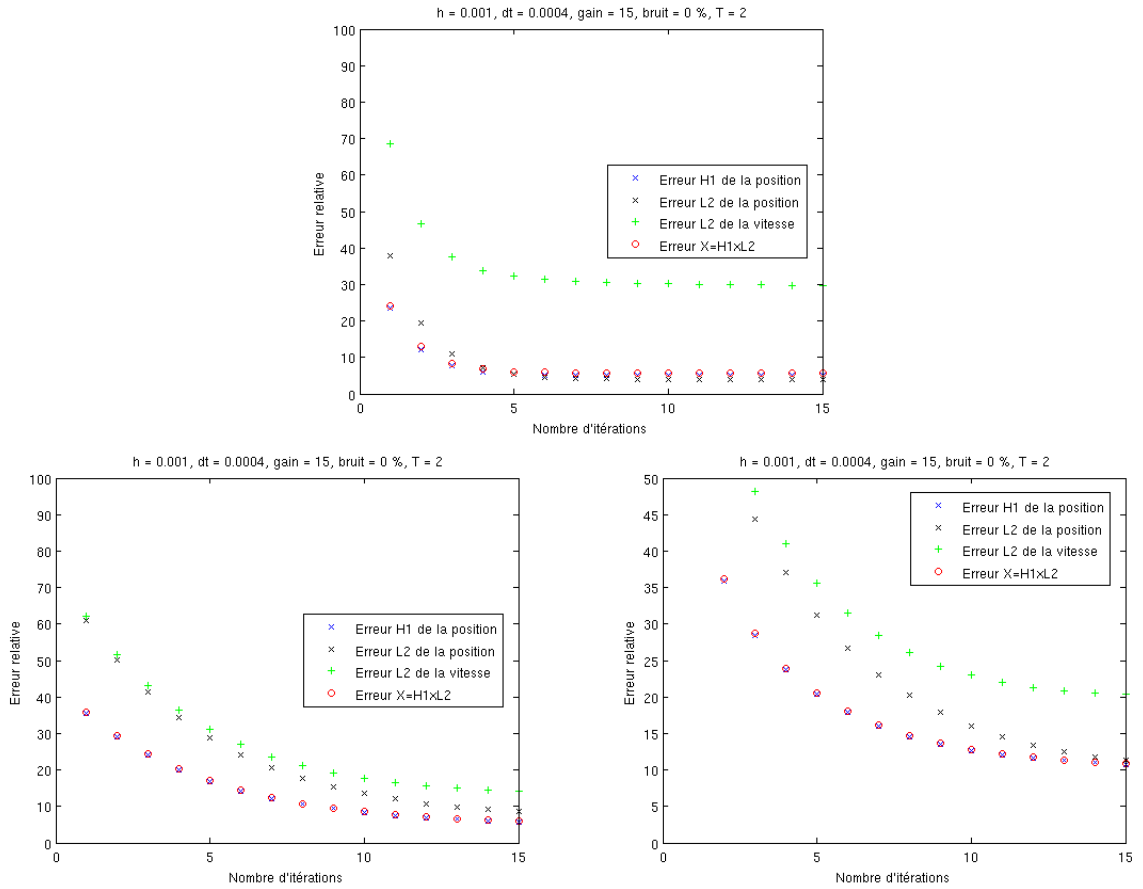 h = 0.001, dt = 0.0004, gain = 15, bruit = 0 %, T = 2
100
90
80
70
60
50
40
30
20
10
0
Erreur relative
Erreur H1 de la position
Erreur L2 de la position
Erreur L2 de la vitesse
Erreur X=H1xL2
0 5 10 15
Nombre d'itérations
h = 0.001, dt = 0.0004, gain = 15, bruit = 0 %, T = 2
100
90
80
70
60
50
40
30
20
10
0
Erreur relative
Erreur H1 de la position
Erreur L2 de la position
Erreur L2 de la vitesse
Erreur X=H1xL2
0 5 10 15
Nombre d'itérations
h = 0.001, dt = 0.0004, gain = 15, bruit = 0 %, T = 2
50
45
40
35
30
25
20
15
10
5
0
Erreur relative
Erreur H1 de la position
Erreur L2 de la position
Erreur L2 de la vitesse
Erreur X=H1xL2
0 5 10 15
Nombre d'itérations